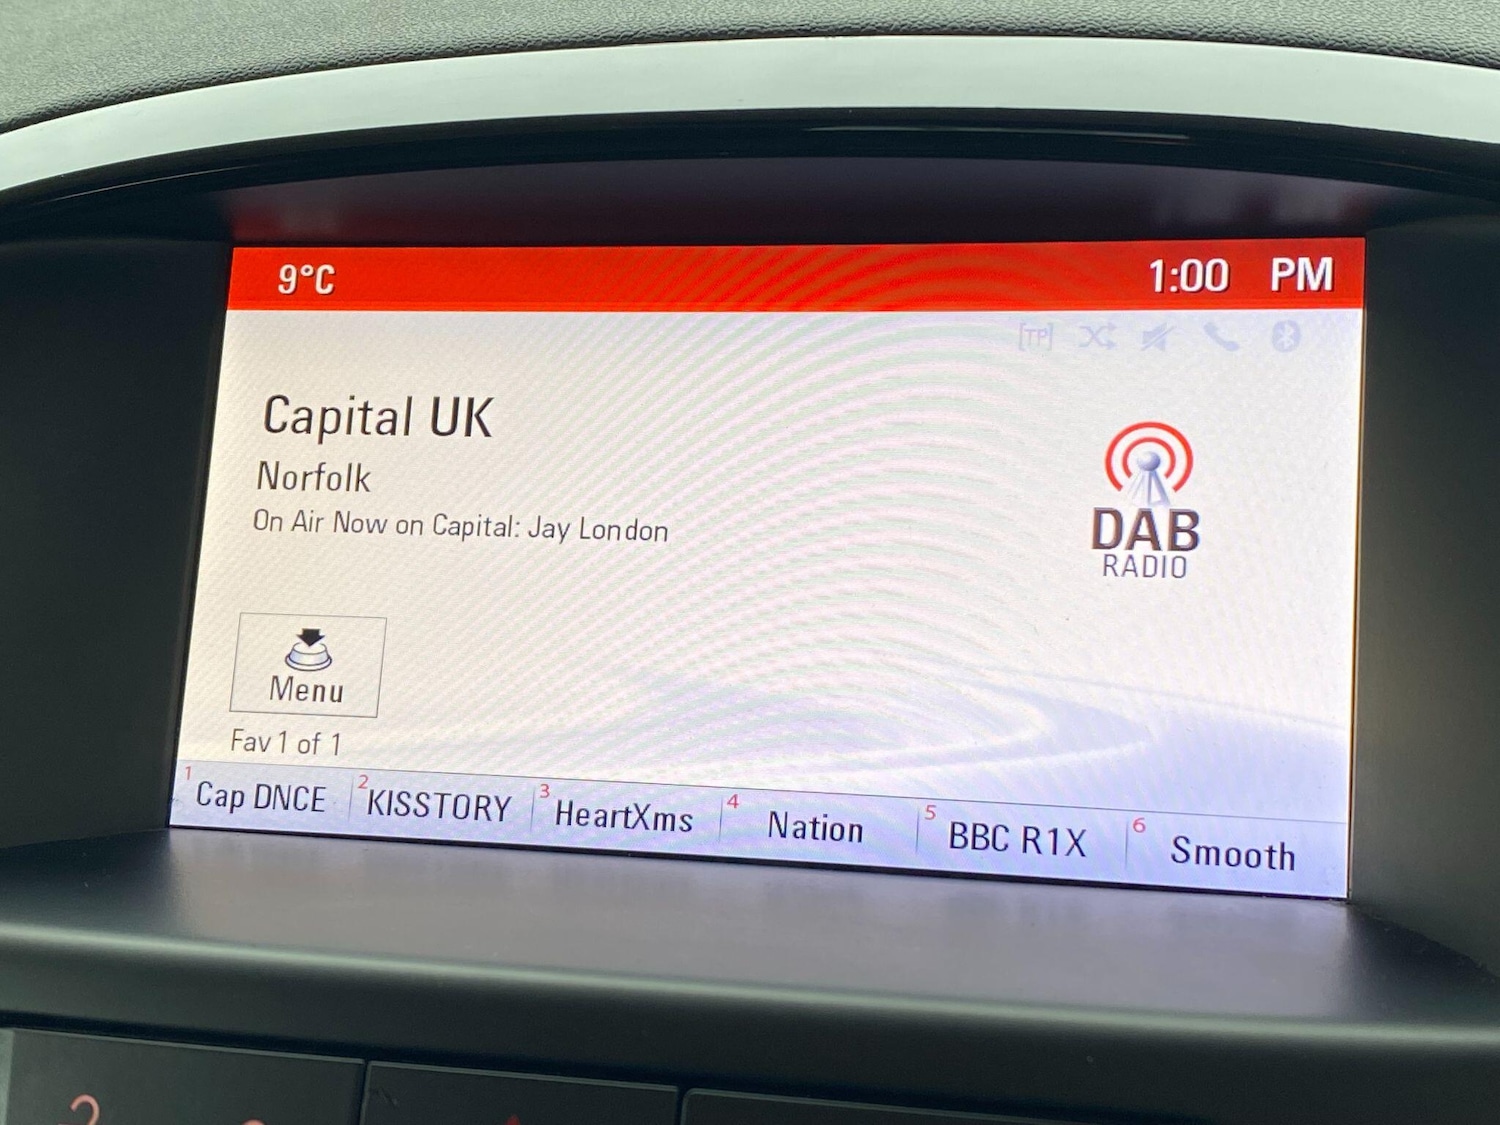 9°C
1:00 PM
[TP]
Capital UK
Norfolk
On Air Now on Capital: Jay London
DAB
RADIO
Menu
Fav 1 of 1
1 Cap DNCE
2 KISSTORY
3 HeartXms
4 Nation
5 BBC R1X
6 Smooth
2